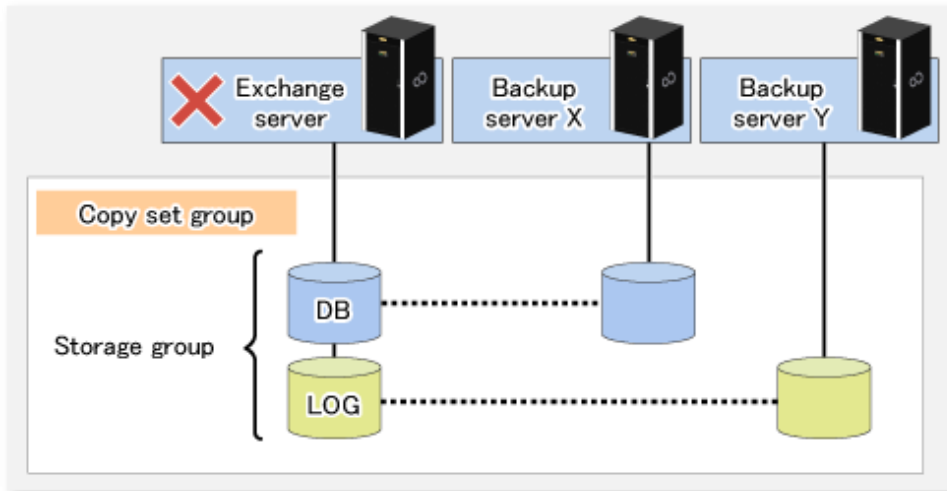 Exchange
server
Backup
server X
Backup
server Y
Copy set group
DB
Storage group
LOG